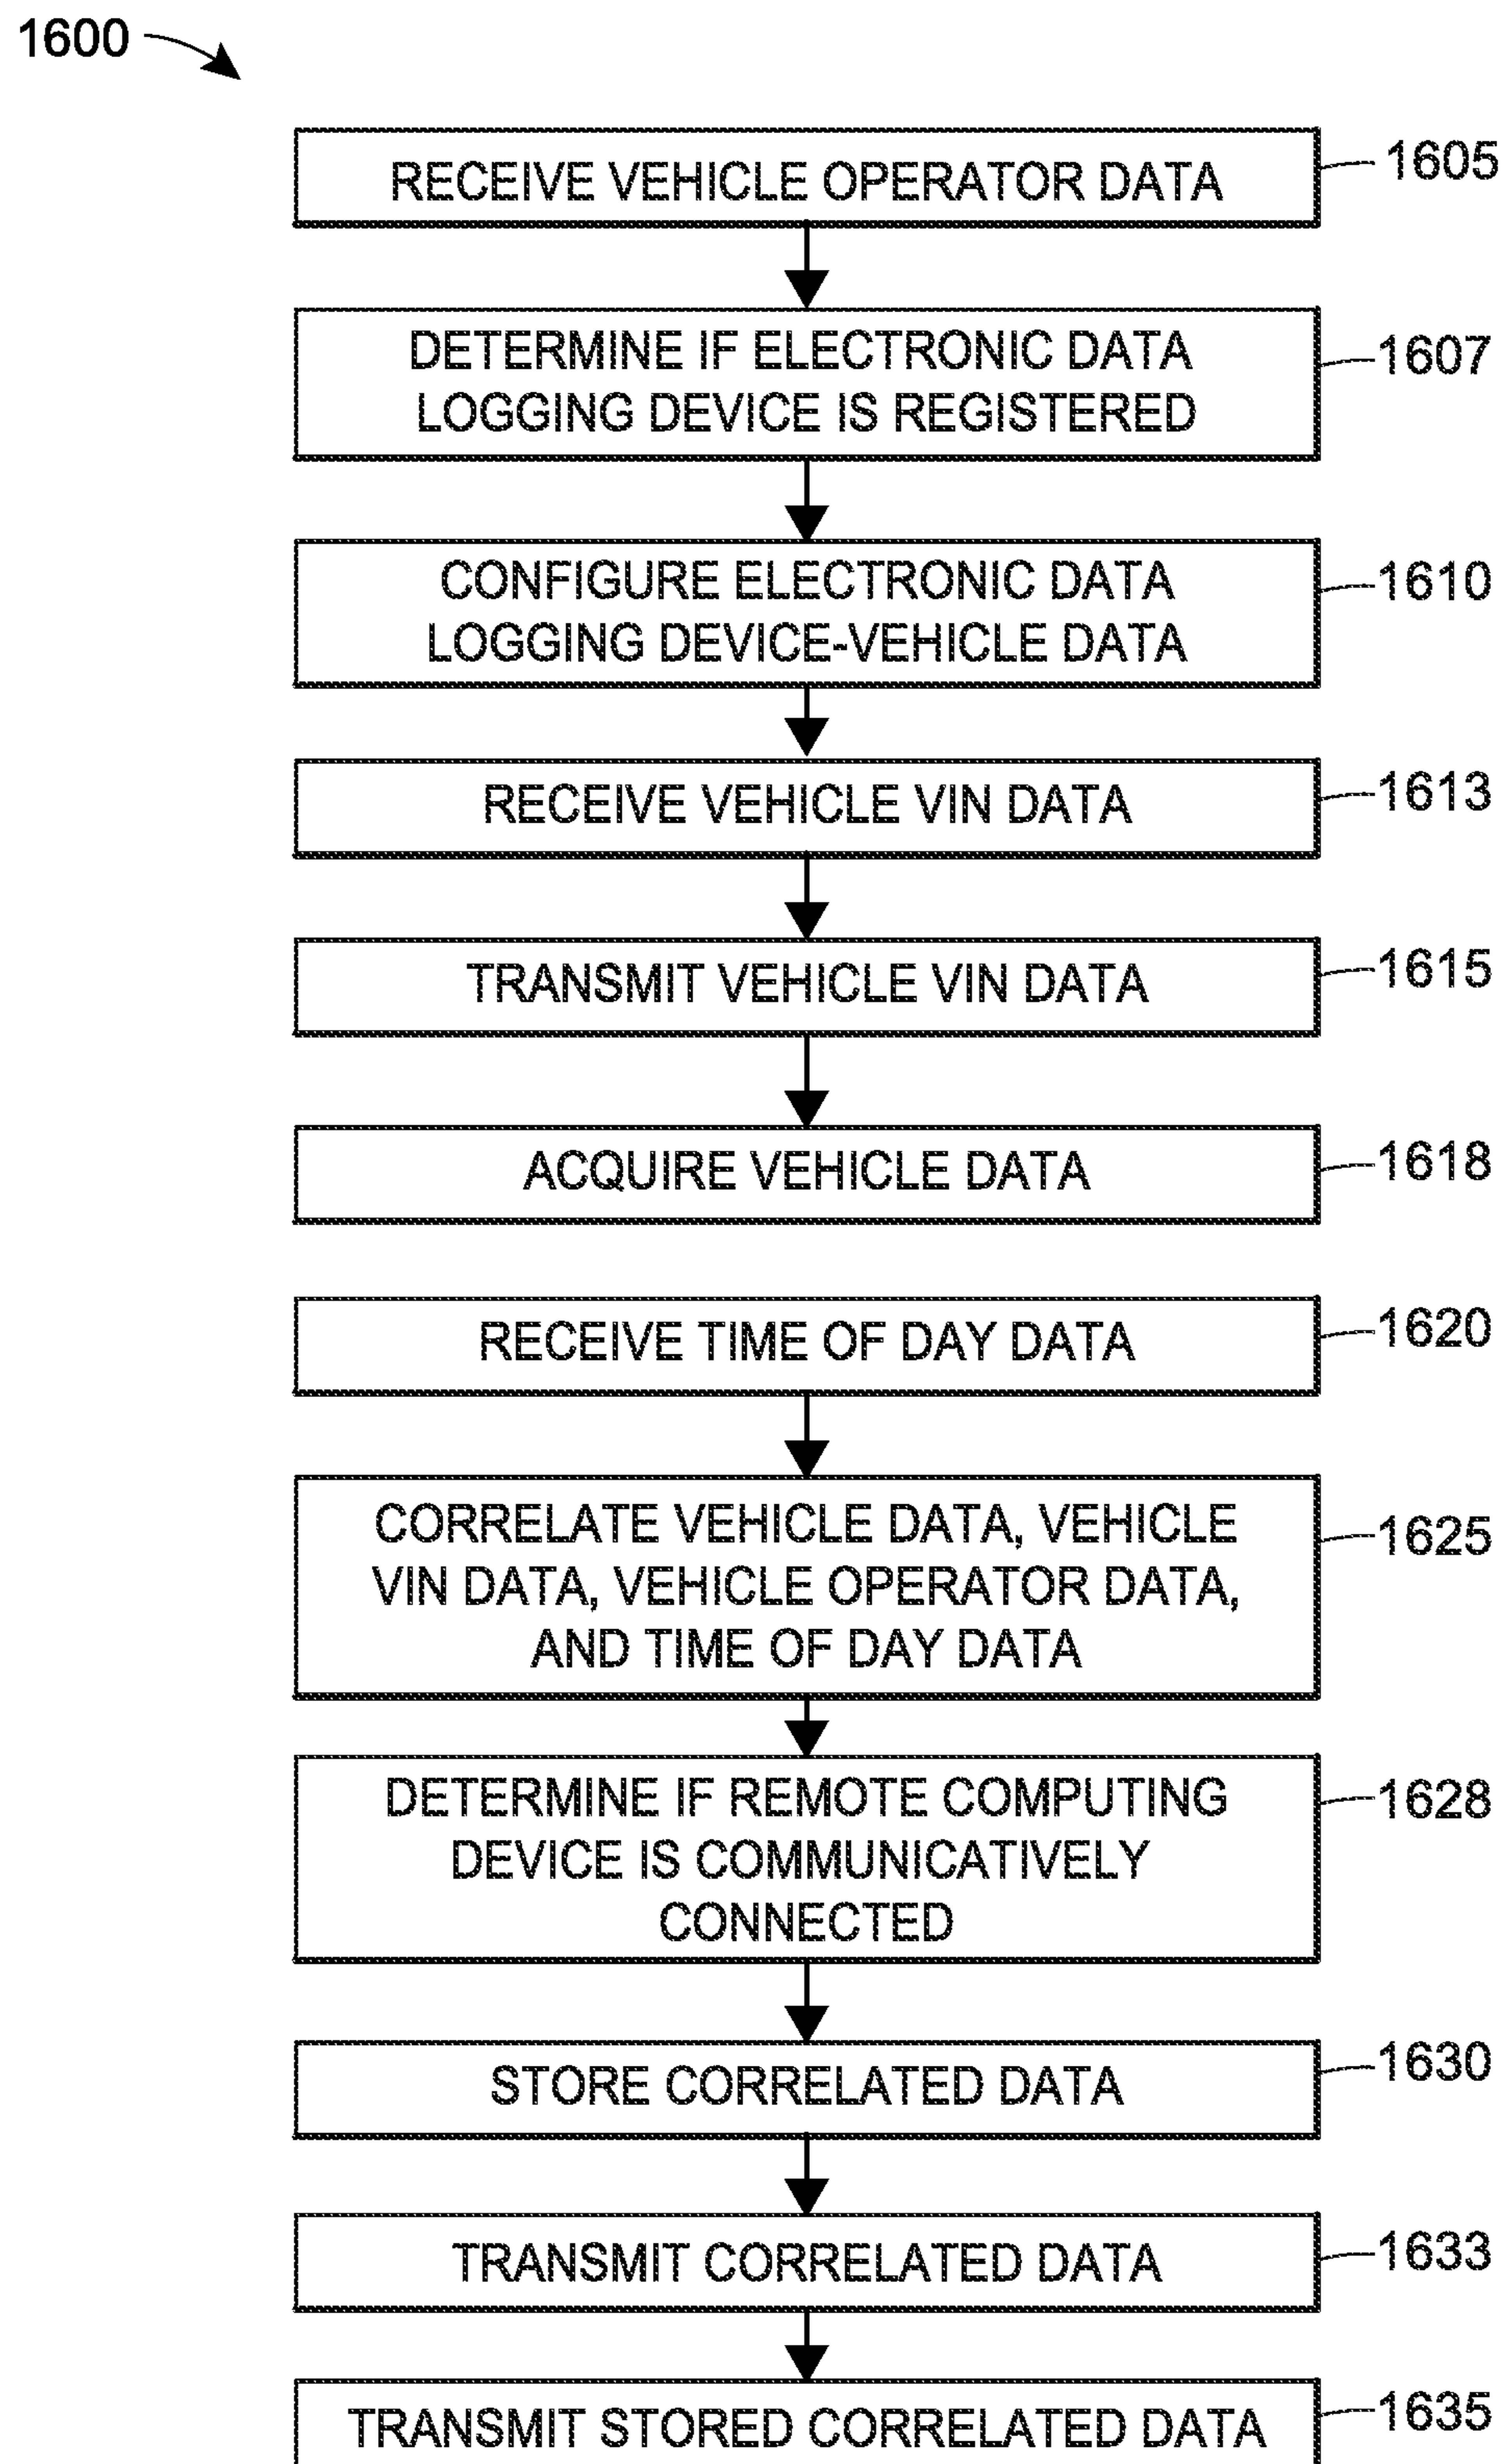 1600
RECEIVE VEHICLE OPERATOR DATA
1605
DETERMINE IF ELECTRONIC DATA
LOGGING DEVICE IS REGISTERED
1607
CONFIGURE ELECTRONIC DATA
LOGGING DEVICE-VEHICLE DATA
1610
RECEIVE VEHICLE VIN DATA
1613
TRANSMIT VEHICLE VIN DATA
1615
ACQUIRE VEHICLE DATA
1618
RECEIVE TIME OF DAY DATA
1620
CORRELATE VEHICLE DATA, VEHICLE
VIN DATA, VEHICLE OPERATOR DATA,
AND TIME OF DAY DATA
1625
DETERMINE IF REMOTE COMPUTING
DEVICE IS COMMUNICATIVELY
CONNECTED
1628
STORE CORRELATED DATA
1630
TRANSMIT CORRELATED DATA
1633
TRANSMIT STORED CORRELATED DATA
1635